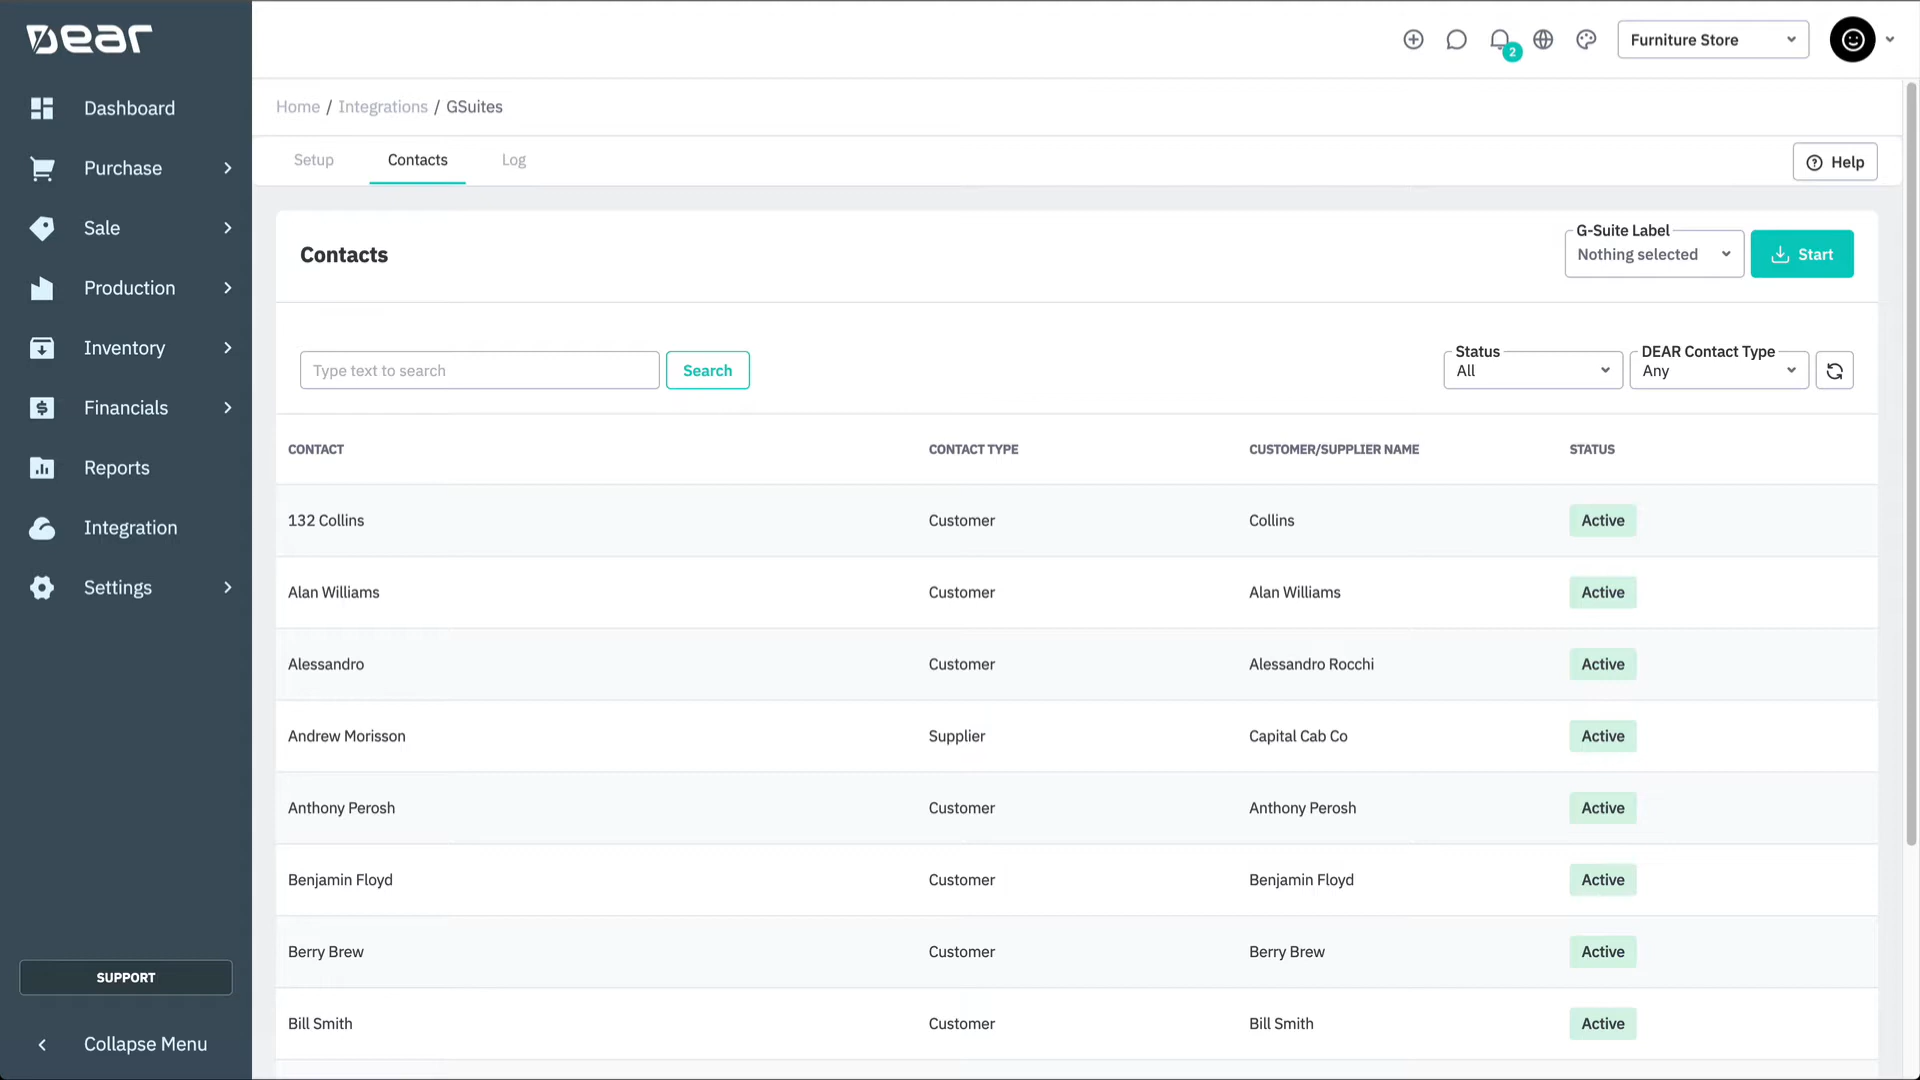 Dear
Furniture Store
2
Home / Integrations / GSuites
Setup
Contacts
Log
Help
Dashboard
Purchase
Sale
Production
Inventory
Financials
Reports
Integration
Settings
SUPPORT
Collapse Menu
Contacts
G-Suite Label
Nothing selected
Start
Type text to search
Search
Status
All
DEAR Contact Type
Any
CONTACT CONTACT TYPE CUSTOMER/SUPPLIER NAME STATUS
132 Collins Customer Collins Active
Alan Williams Customer Alan Williams Active
Alessandro Customer Alessandro Rocchi Active
Andrew Morisson Supplier Capital Cab Co Active
Anthony Perosh Customer Anthony Perosh Active
Benjamin Floyd Customer Benjamin Floyd Active
Berry Brew Customer Berry Brew Active
Bill Smith Customer Bill Smith Active